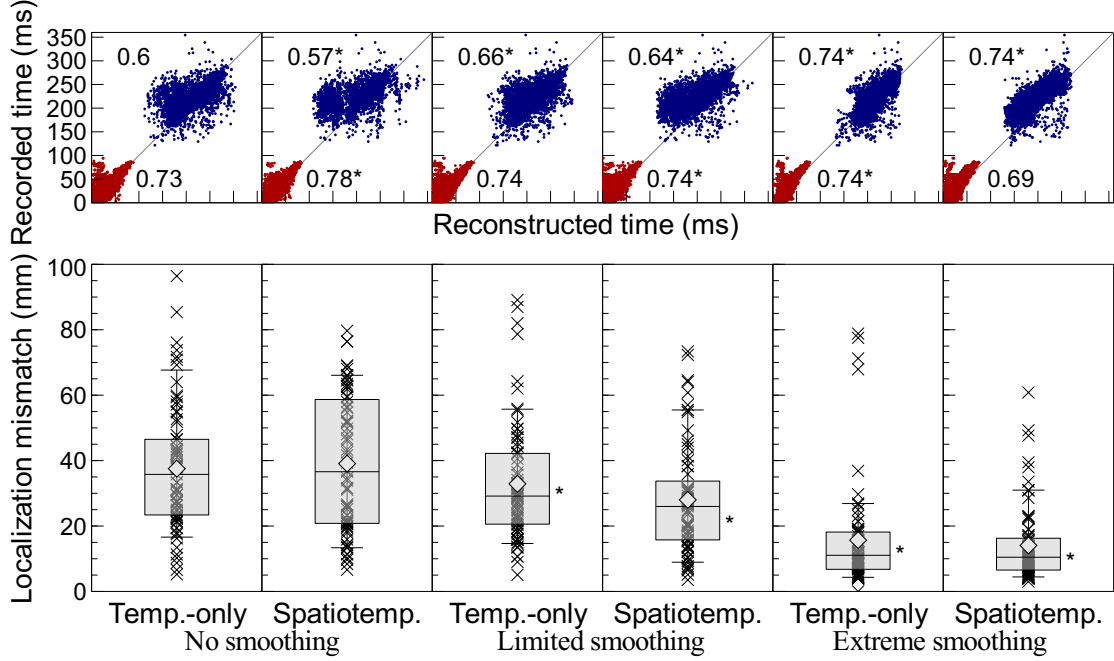 Recorded time (ms)
350
300
250
200
150
100
50
0
0.6
0.57*
0.66*
0.64*
0.74*
0.74*
0.73
0.78*
0.74
0.74*
0.74*
0.69
Reconstructed time (ms)
Localization mismatch (mm)
100
80
60
40
20
0
*
*
*
*
Temp.-only
Spatiotemp.
Temp.-only
Spatiotemp.
Temp.-only
Spatiotemp.
No smoothing
Limited smoothing
Extreme smoothing